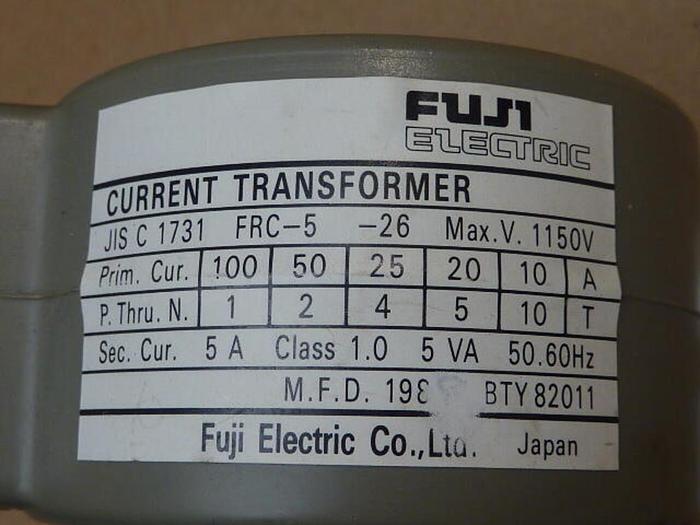 FUJI
ELECTRIC
CURRENT TRANSFORMER
JIS C 1731 FRC-5 -26 Max.V. 1150V
Prim. Cur. 100 50 25 20 10 A
P. Thru. N. 1 2 4 5 10 T
Sec. Cur. 5 A Class 1.0 5 VA 50.60Hz
M.F.D. BTY 82011
Fuji Electric Co.,Ltd. Japan